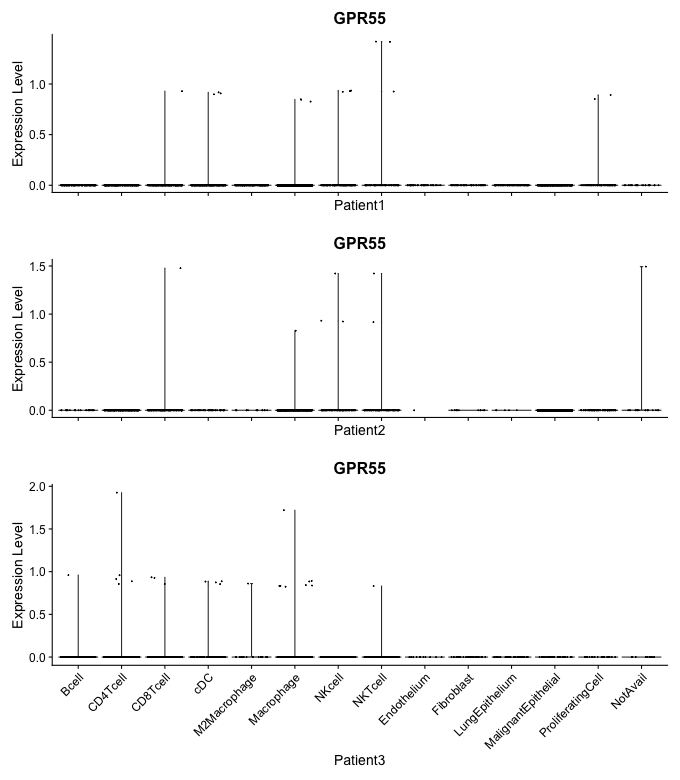 GPR55
Expression Level
1.0
0.5
0.0
Patient1
GPR55
Expression Level
1.5
1.0
0.5
0.0
Patient2
GPR55
Expression Level
2.0
1.5
1.0
0.5
0.0
Bcell
CD4Tcell
CD8Tcell
cDC
M2Macrophage
Macrophage
NKcell
NKTcell
Endothelium
Fibroblast
LungEpithelium
MalignantEpithelial
ProliferatingCell
NotAvail
Patient3